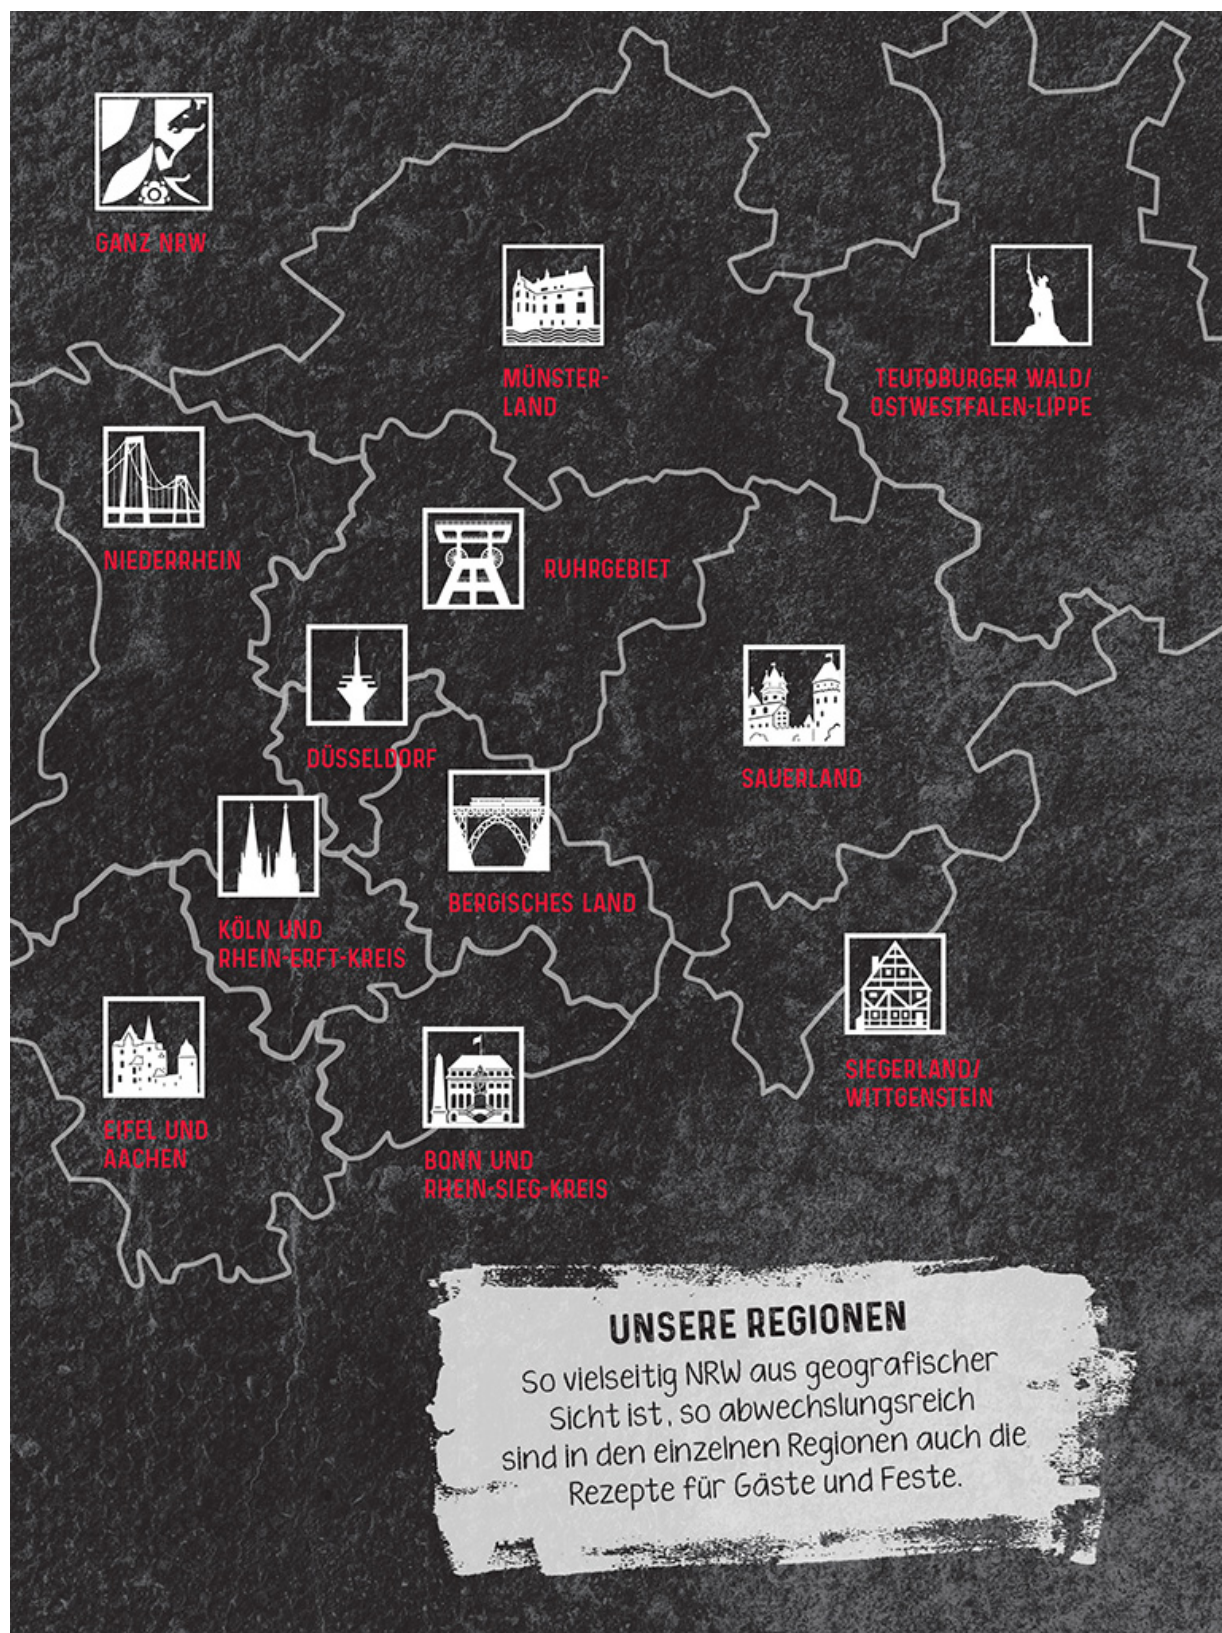 GANZ NRW
MÜNSTER-
LAND
TEUTOBURGER WALD/
OSTWESTFALEN-LIPPE
NIEDERRHEIN
RUHRGEBIET
DÜSSELDORF
SAUERLAND
BERGISCHES LAND
KÖLN UND
RHEIN-ERFT-KREIS
SIEGERLAND/
WITTGENSTEIN
EIFEL UND
AACHEN
BONN UND
RHEIN-SIEG-KREIS
UNSERE REGIONEN
So vielseitig NRW aus geografischer
Sicht ist, so abwechslungsreich
sind in den einzelnen Regionen auch die
Rezepte für Gäste und Feste.